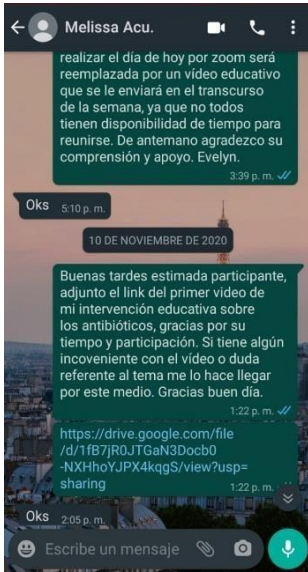 Melissa Acu.
realizar el día de hoy por zoom será
reemplazada por un vídeo educativo
que se le enviará en el transcurso
de la semana, ya que no todos
tienen disponibilidad de tiempo para
reunirse. De antemano agradezco su
comprensión y apoyo. Evelyn.
3:39 p. m.
Oks 5:10 p. m.
10 DE NOVIEMBRE DE 2020
Buenas tardes estimada participante,
adjunto el link del primer video de
mi intervención educativa sobre
los antibióticos, gracias por su
tiempo y participación. Si tiene algún
incoveniente con el vídeo o duda
referente al tema me lo hace llegar
por este medio. Gracias buen día.
1:22 p. m.
https://drive.google.com/file
/d/1fB7jR0JTGaN3Docb0
-NXHhoYJPX4kqgS/view?usp=
sharing 1:22 p. m.
Oks 2:05 p. m.
Escribe un mensaje